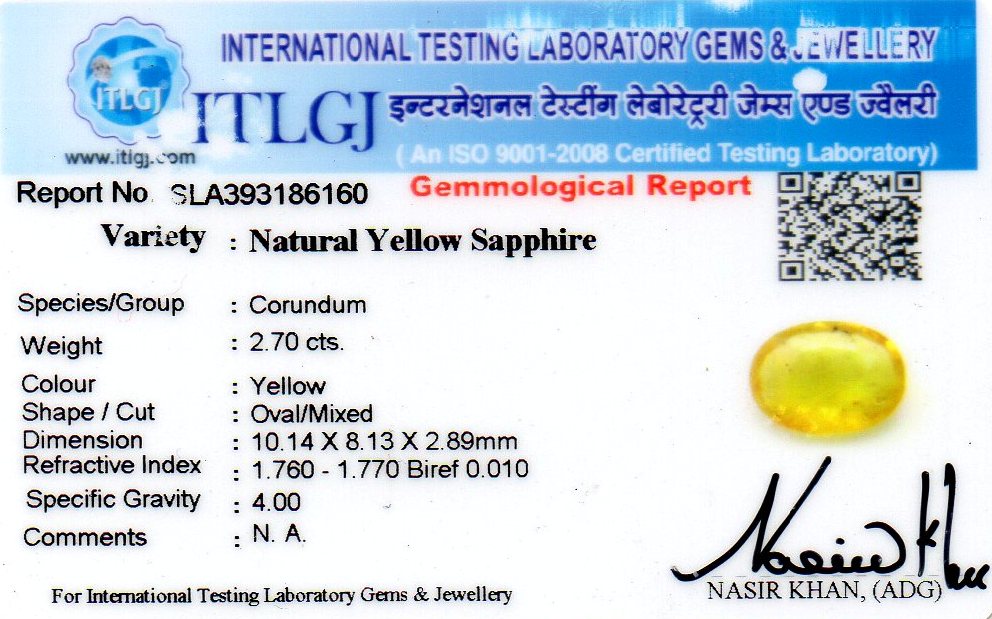 INTERNATIONAL TESTING LABORATORY GEMS & JEWELLERY
ITLGJ
ITLGJ इन्टरनेशनल टेस्टींग लेबोरेट्ररी जेम्स एण्ड ज्वैलरी
www.itlgj.com
( An ISO 9001-2008 Certified Testing Laboratory)
Report No. SLA393186160
Gemmological Report
Variety : Natural Yellow Sapphire
Species/Group : Corundum
Weight : 2.70 cts.
Colour : Yellow
Shape / Cut : Oval/Mixed
Dimension : 10.14 X 8.13 X 2.89mm
Refractive Index : 1.760 - 1.770 Biref 0.010
Specific Gravity : 4.00
Comments : N. A.
Nasir Khan
NASIR KHAN, (ADG)
For International Testing Laboratory Gems & Jewellery